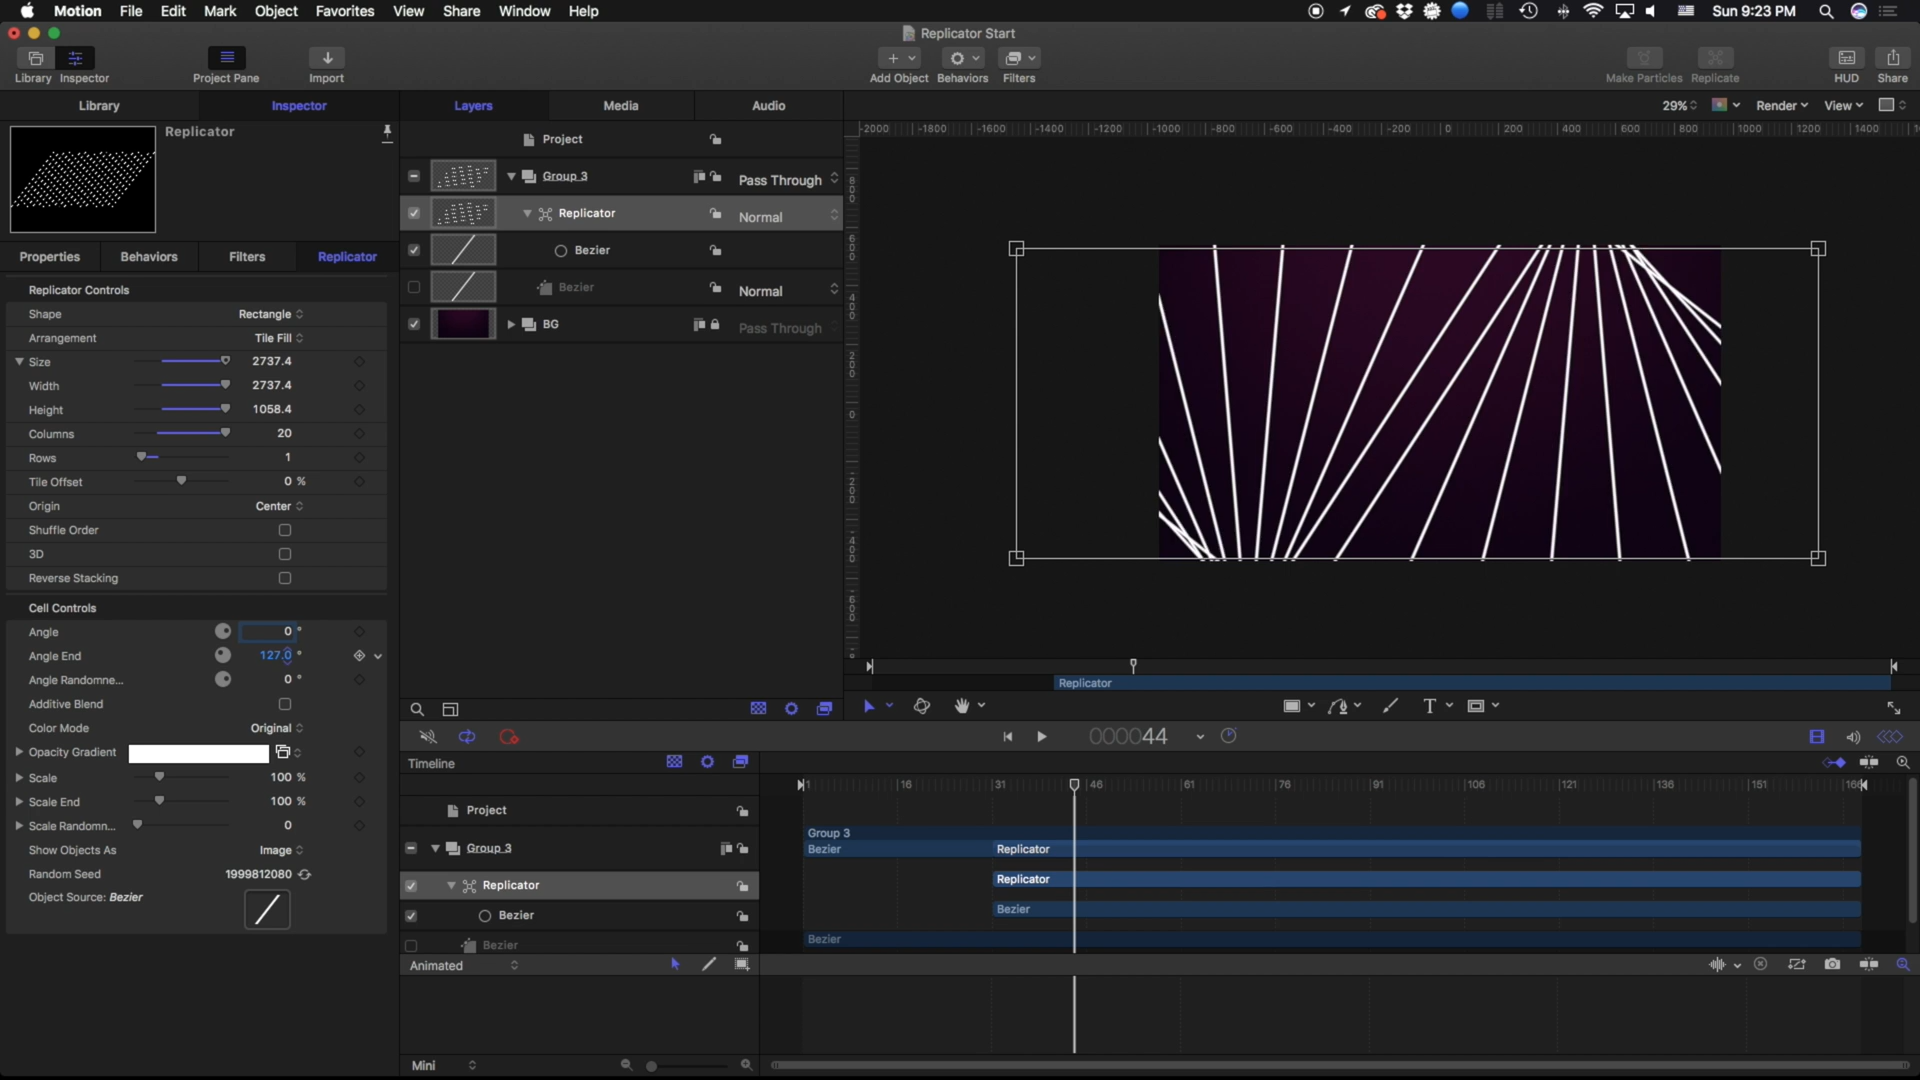 Motion File Edit Mark Object Favorites View Share Window Help Sun 9:23 PM
Replicator Start
Library Inspector Project Pane Import Add Object Behaviors Filters Make Particles Replicate HUD Share
Library Inspector Layers Media Audio 29% Render View
Replicator
Properties Behaviors Filters Replicator
Replicator Controls
Shape Rectangle
Arrangement Tile Fill
Size 2737.4
Width 2737.4
Height 1058.4
Columns 20
Rows 1
Tile Offset 0 %
Origin Center
Shuffle Order
3D
Reverse Stacking
Cell Controls
Angle 0 °
Angle End 127.0 °
Angle Randomne... 0 °
Additive Blend
Color Mode Original
Opacity Gradient
Scale 100 %
Scale End 100 %
Scale Randomn... 0
Show Objects As Image
Random Seed 1999812080
Object Source: Bezier
Project
Group 3 Pass Through
Replicator Normal
Bezier
Bezier Normal
BG Pass Through
-2000 -1800 -1600 -1400 -1200 -1000 -800 -600 -400 -200 0 200 400 600 800 1000 1200 1400
800
600
400
200
0
-200
-400
-600
Replicator
T
000044
Timeline
1 16 31 46 61 76 91 106 121 136 151 166
Project
Group 3
Replicator
Bezier
Bezier
Group 3
Bezier Replicator
Replicator
Bezier
Bezier
Animated
Mini